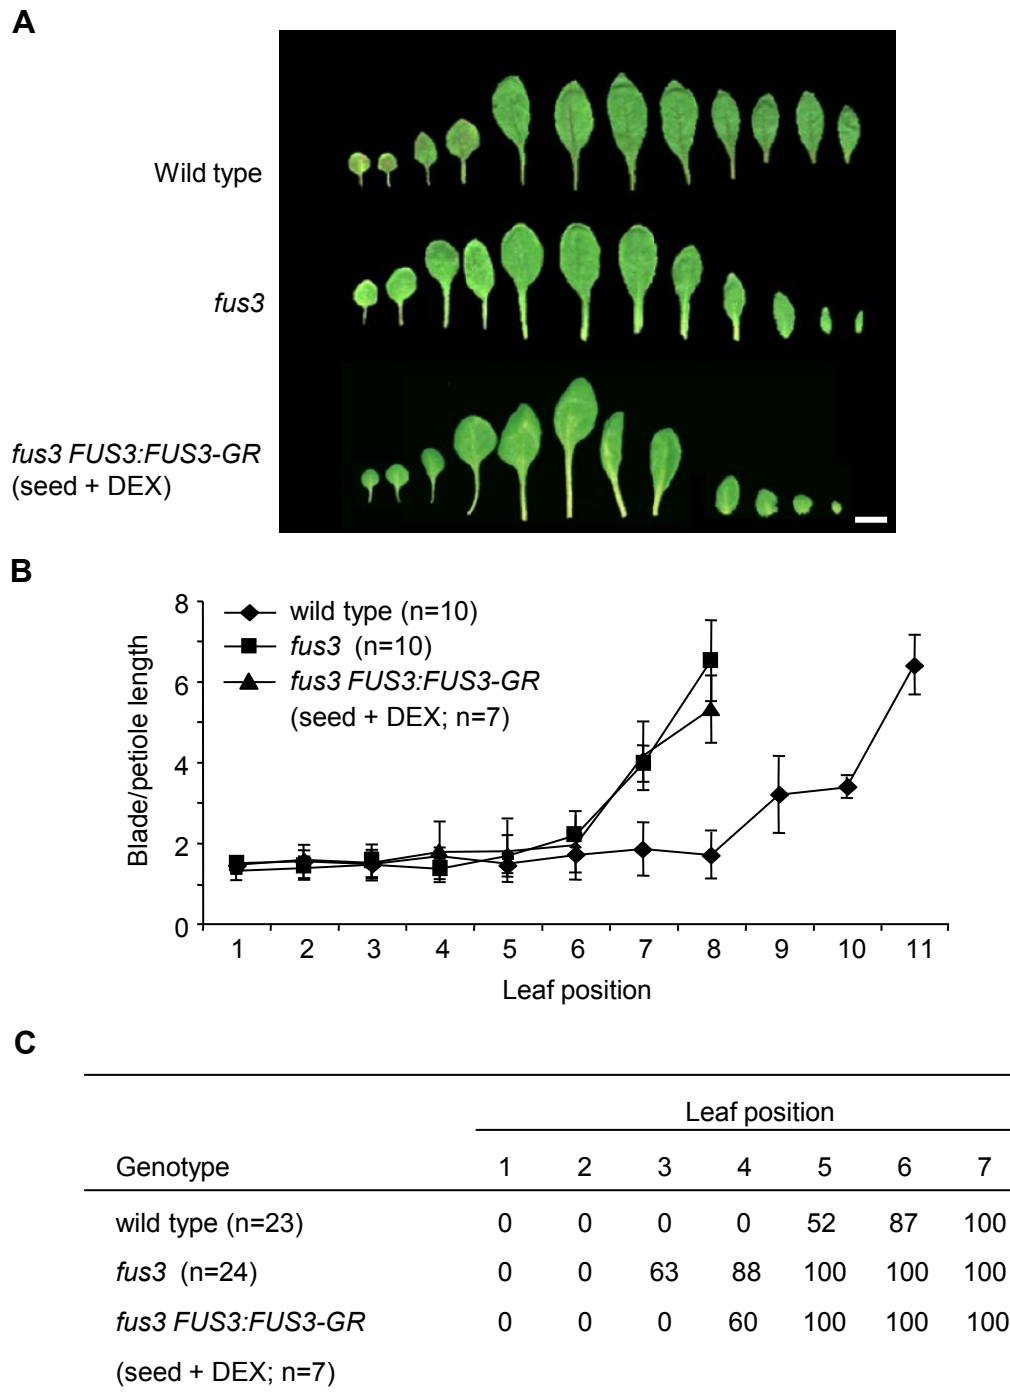 A
Wild type
fus3
fus3 FUS3:FUS3-GR
(seed + DEX)
B
8
6
4
2
0
Blade/petiole length
wild type (n=10)
fus3 (n=10)
fus3 FUS3:FUS3-GR
(seed + DEX; n=7)
1 2 3 4 5 6 7 8 9 10 11
Leaf position
C
Leaf position
Genotype 1 2 3 4 5 6 7
wild type (n=23) 0 0 0 0 52 87 100
fus3 (n=24) 0 0 63 88 100 100 100
fus3 FUS3:FUS3-GR 0 0 0 60 100 100 100
(seed + DEX; n=7)